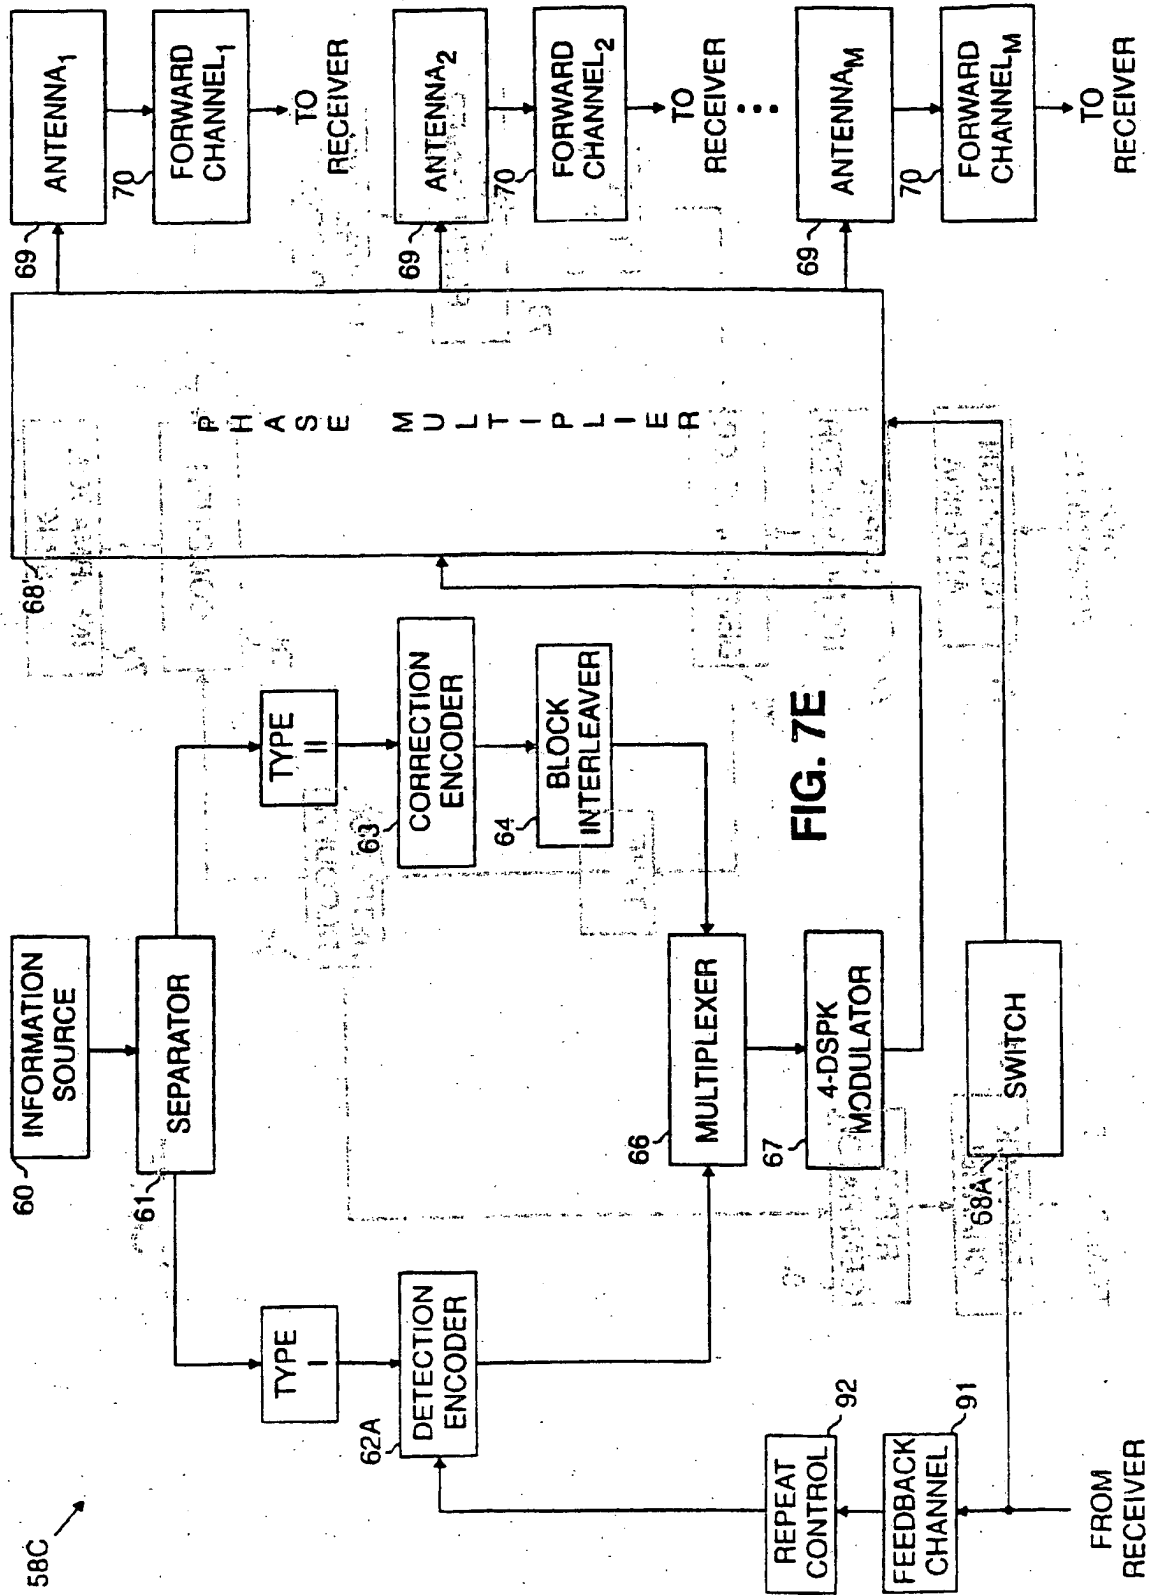 58C
60
INFORMATION
SOURCE
61
SEPARATOR
TYPE
I
TYPE
II
62A
DETECTION
ENCODER
63
CORRECTION
ENCODER
64
BLOCK
INTERLEAVER
66
MULTIPLEXER
67
4-DSPK
MODULATOR
92
REPEAT
CONTROL
91
FEEDBACK
CHANNEL
FROM
RECEIVER
68A
SWITCH
68
PHASE MULTIPLIER
69
ANTENNA1
70
FORWARD
CHANNEL1
TO
RECEIVER
69
ANTENNA2
70
FORWARD
CHANNEL2
TO
RECEIVER
69
ANTENNAM
70
FORWARD
CHANNELM
TO
RECEIVER
FIG. 7E